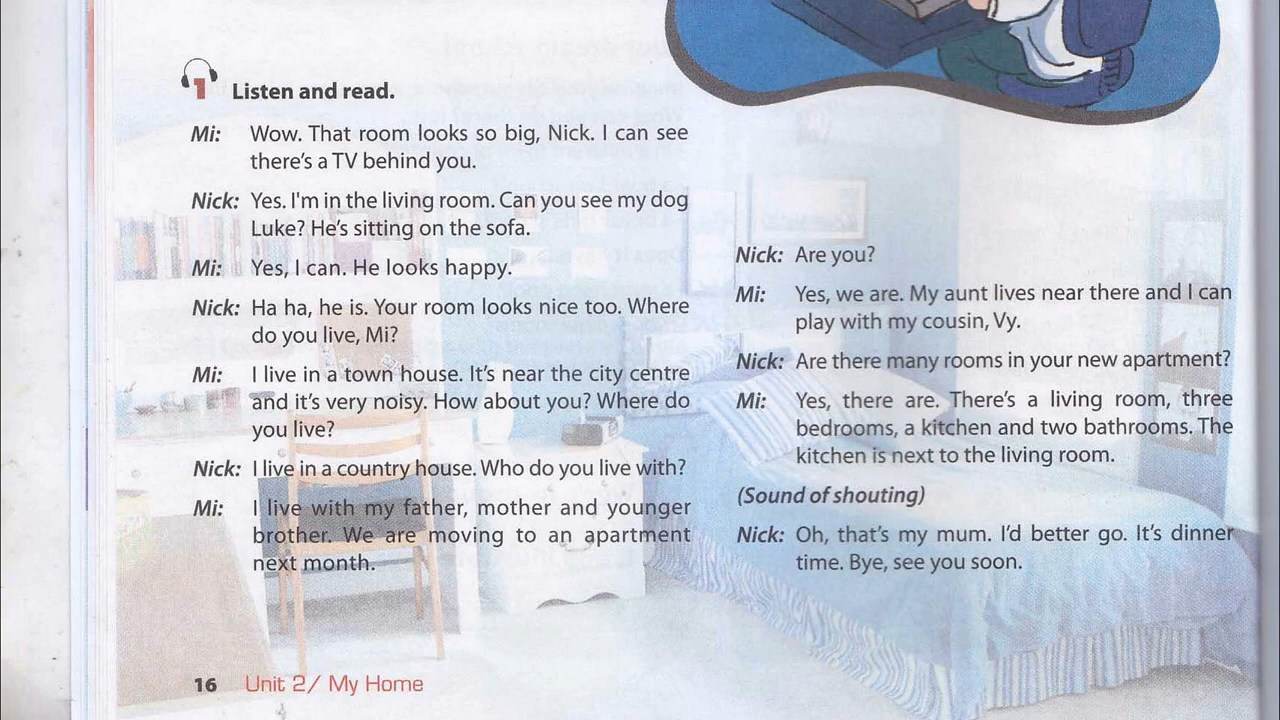 1 Listen and read.
Mi: Wow. That room looks so big, Nick. I can see
there's a TV behind you.
Nick: Yes. I'm in the living room. Can you see my dog
Luke? He's sitting on the sofa.
Mi: Yes, I can. He looks happy.
Nick: Ha ha, he is. Your room looks nice too. Where
do you live, Mi?
Mi: I live in a town house. It's near the city centre
and it's very noisy. How about you? Where do
you live?
Nick: I live in a country house. Who do you live with?
Mi: I live with my father, mother and younger
brother. We are moving to an apartment
next month.
Nick: Are you?
Mi: Yes, we are. My aunt lives near there and I can
play with my cousin, Vy.
Nick: Are there many rooms in your new apartment?
Mi: Yes, there are. There's a living room, three
bedrooms, a kitchen and two bathrooms. The
kitchen is next to the living room.
(Sound of shouting)
Nick: Oh, that's my mum. I'd better go. It's dinner
time. Bye, see you soon.
16 Unit 2/ My Home